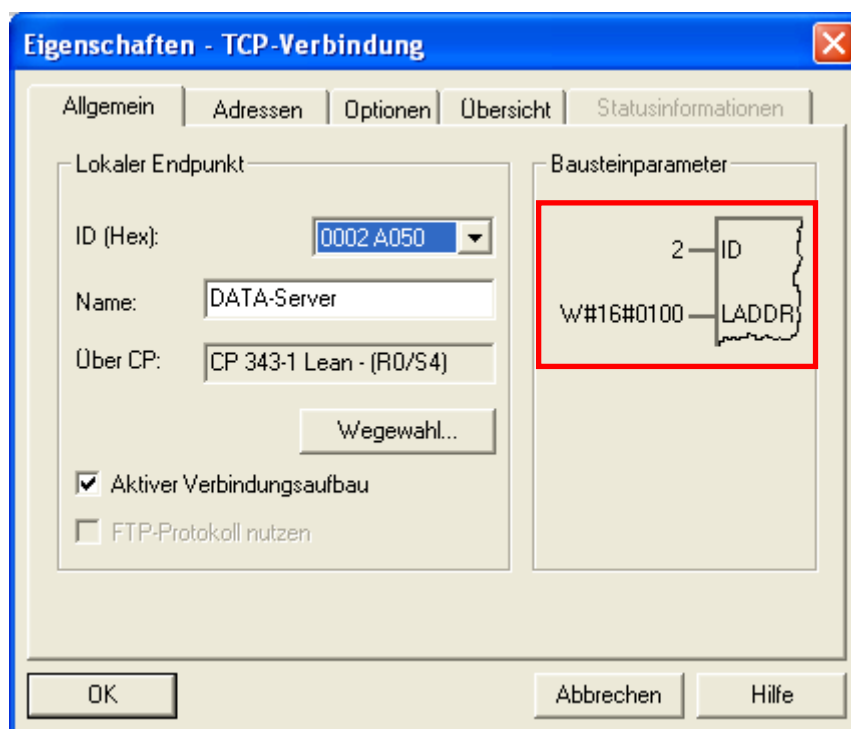 Eigenschaften - TCP-Verbindung
Allgemein Adressen Optionen Übersicht Statusinformationen
Lokaler Endpunkt
ID (Hex): 0002 A050
Name: DATA-Server
Über CP: CP 343-1 Lean - (R0/S4)
Wegewahl...
Aktiver Verbindungsaufbau
FTP-Protokoll nutzen
Bausteinparameter
2 ID
W#16#0100 LADDR
OK Abbrechen Hilfe